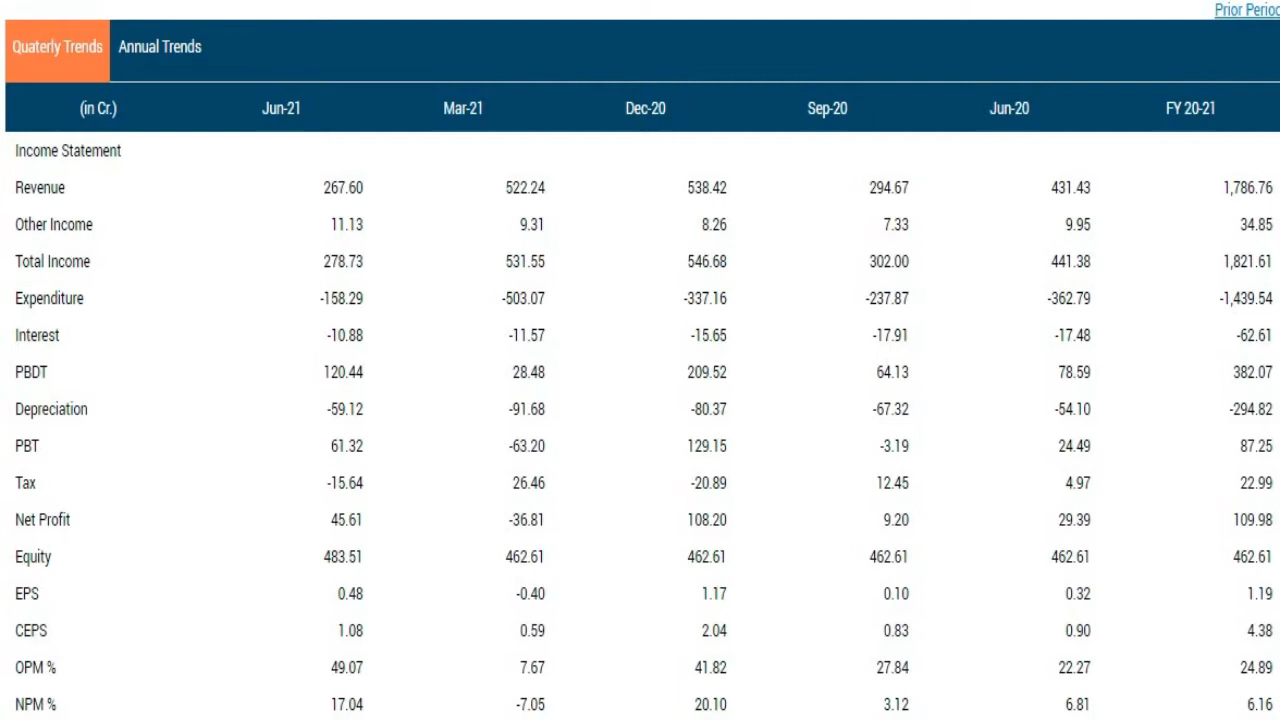 Prior Perio
Quaterly Trends Annual Trends
(in Cr.) Jun-21 Mar-21 Dec-20 Sep-20 Jun-20 FY 20-21
Income Statement
Revenue 267.60 522.24 538.42 294.67 431.43 1,786.76
Other Income 11.13 9.31 8.26 7.33 9.95 34.85
Total Income 278.73 531.55 546.68 302.00 441.38 1,821.61
Expenditure -158.29 -503.07 -337.16 -237.87 -362.79 -1,439.54
Interest -10.88 -11.57 -15.65 -17.91 -17.48 -62.61
PBDT 120.44 28.48 209.52 64.13 78.59 382.07
Depreciation -59.12 -91.68 -80.37 -67.32 -54.10 -294.82
PBT 61.32 -63.20 129.15 -3.19 24.49 87.25
Tax -15.64 26.46 -20.89 12.45 4.97 22.99
Net Profit 45.61 -36.81 108.20 9.20 29.39 109.98
Equity 483.51 462.61 462.61 462.61 462.61 462.61
EPS 0.48 -0.40 1.17 0.10 0.32 1.19
CEPS 1.08 0.59 2.04 0.83 0.90 4.38
OPM % 49.07 7.67 41.82 27.84 22.27 24.89
NPM % 17.04 -7.05 20.10 3.12 6.81 6.16